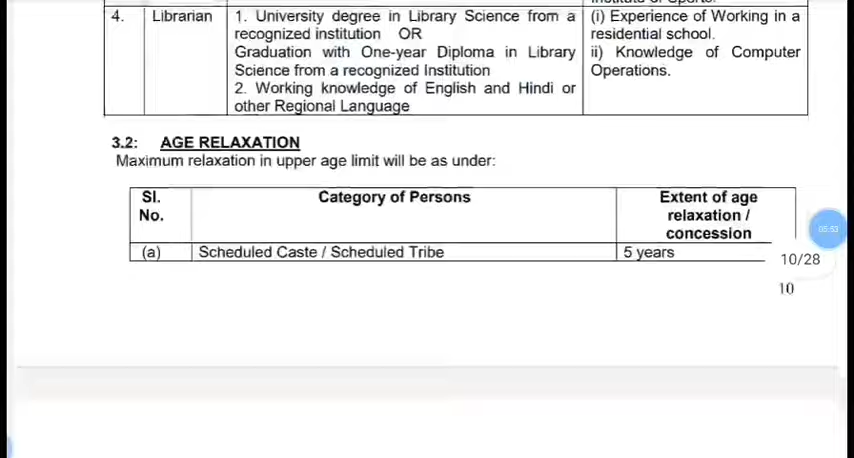 4. Librarian 1. University degree in Library Science from a (i) Experience of Working in a
recognized institution OR residential school.
Graduation with One-year Diploma in Library ii) Knowledge of Computer
Science from a recognized Institution Operations.
2. Working knowledge of English and Hindi or
other Regional Language
3.2: AGE RELAXATION
Maximum relaxation in upper age limit will be as under:
Sl. Category of Persons Extent of age
No. relaxation /
concession
05:53
(a) Scheduled Caste / Scheduled Tribe 5 years
10/28
10